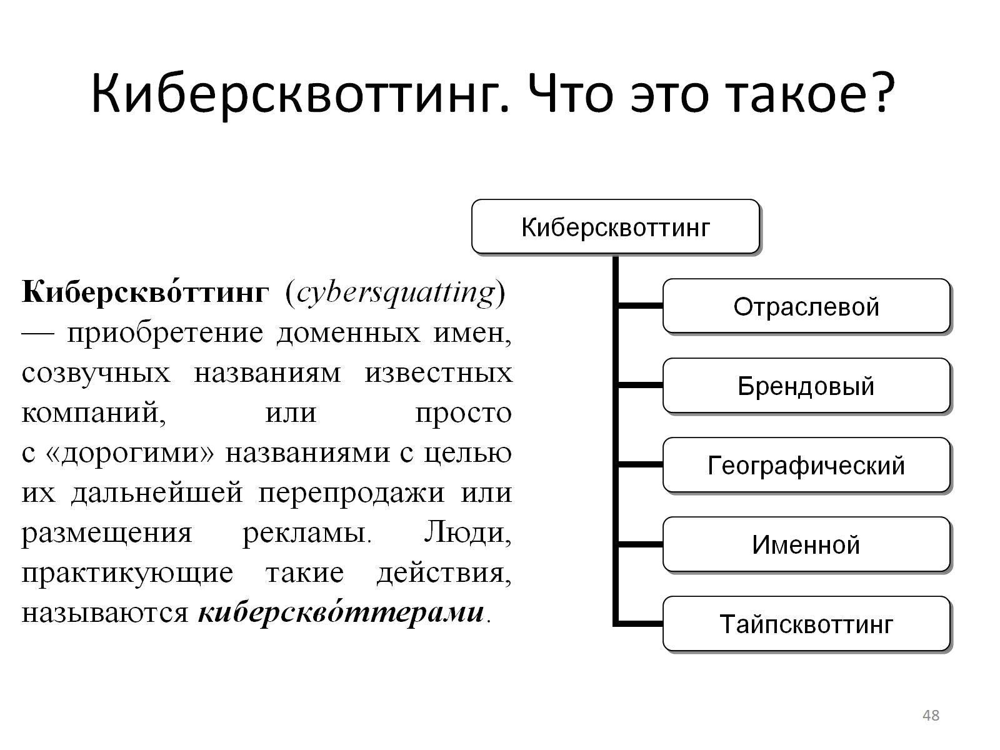 Киберсквоттинг. Что это такое?
Киберсквоттинг
Киберскво́ттинг (cybersquatting)
— приобретение доменных имен,
созвучных названиям известных
компаний, или просто
с «дорогими» названиями с целью
их дальнейшей перепродажи или
размещения рекламы. Люди,
практикующие такие действия,
называются киберскво́ттерами.
Отраслевой
Брендовый
Географический
Именной
Тайпсквоттинг
48